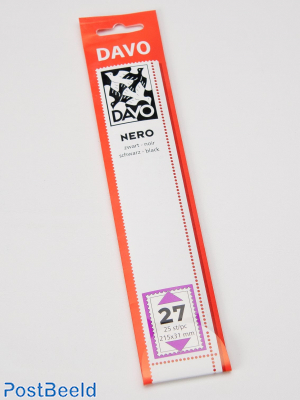 DAVO
DAVO
NERO
zwart - noir
schwarz - black
27
25 st/pc
215x31 mm
PostBeeld